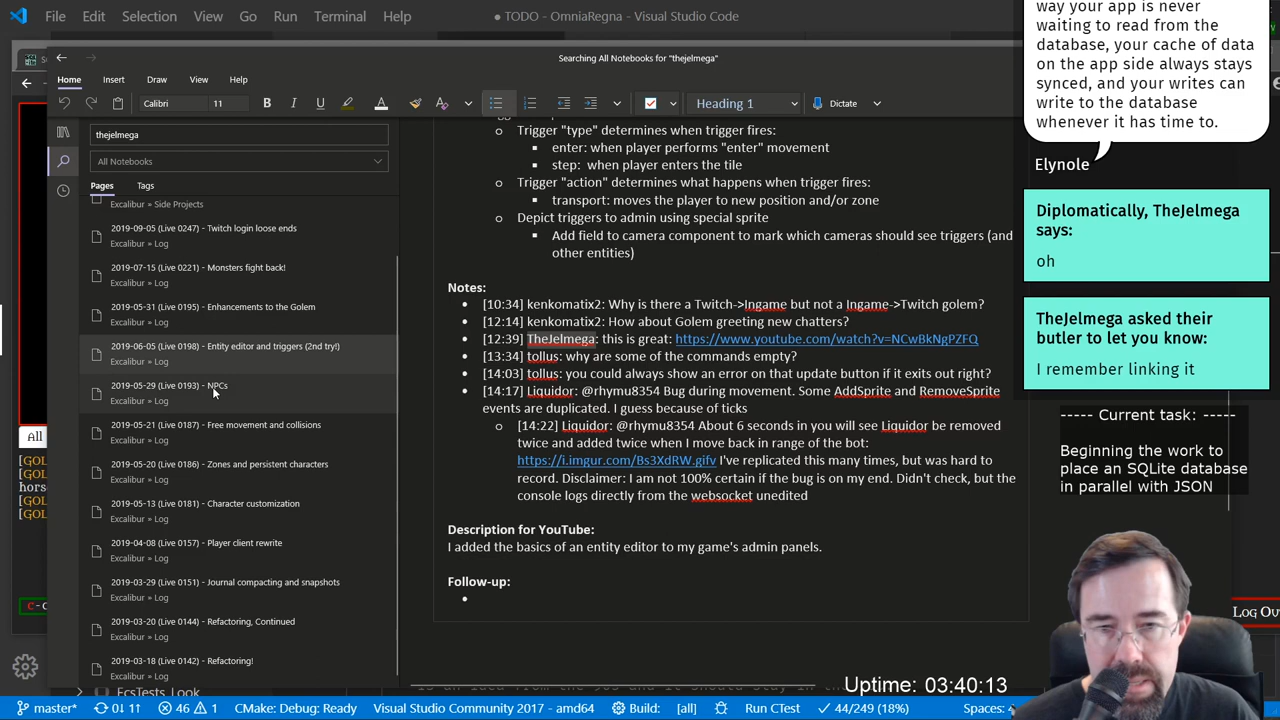 File Edit Selection View Go Run Terminal Help
● TODO - OmniaRegna - Visual Studio Code
Searching All Notebooks for "thejelmega"
Home Insert Draw View Help
Calibri 11 B I U A Heading 1 Dictate
thejelmega
All Notebooks
Pages Tags
Excalibur » Side Projects
2019-09-05 (Live 0247) - Twitch login loose ends
Excalibur » Log
2019-07-15 (Live 0221) - Monsters fight back!
Excalibur » Log
2019-05-31 (Live 0195) - Enhancements to the Golem
Excalibur » Log
2019-06-05 (Live 0198) - Entity editor and triggers (2nd try!)
Excalibur » Log
2019-05-29 (Live 0193) - NPCs
Excalibur » Log
2019-05-21 (Live 0187) - Free movement and collisions
Excalibur » Log
2019-05-20 (Live 0186) - Zones and persistent characters
Excalibur » Log
2019-05-13 (Live 0181) - Character customization
Excalibur » Log
2019-04-08 (Live 0157) - Player client rewrite
Excalibur » Log
2019-03-29 (Live 0151) - Journal compacting and snapshots
Excalibur » Log
2019-03-20 (Live 0144) - Refactoring, Continued
Excalibur » Log
2019-03-18 (Live 0142) - Refactoring!
Excalibur » Log
○ Trigger "type" determines when trigger fires:
▪ enter: when player performs "enter" movement
▪ step: when player enters the tile
○ Trigger "action" determines what happens when trigger fires:
▪ transport: moves the player to new position and/or zone
○ Depict triggers to admin using special sprite
▪ Add field to camera component to mark which cameras should see triggers (and
other entities)
Notes:
• [10:34] kenkomatix2: Why is there a Twitch->Ingame but not a Ingame->Twitch golem?
• [12:14] kenkomatix2: How about Golem greeting new chatters?
• [12:39] TheJelmega: this is great: https://www.youtube.com/watch?v=NCwBkNgPZFQ
• [13:34] tollus: why are some of the commands empty?
• [14:03] tollus: you could always show an error on that update button if it exits out right?
• [14:17] Liquidor: @rhymu8354 Bug during movement. Some AddSprite and RemoveSprite
events are duplicated. I guess because of ticks
○ [14:22] Liquidor: @rhymu8354 About 6 seconds in you will see Liquidor be removed
twice and added twice when I move back in range of the bot:
https://i.imgur.com/Bs3XdRW.gifv I've replicated this many times, but was hard to
record. Disclaimer: I am not 100% certain if the bug is on my end. Didn't check, but the
console logs directly from the websocket unedited
Description for YouTube:
I added the basics of an entity editor to my game's admin panels.
Follow-up:
•
way your app is never
waiting to read from the
database, your cache of data
on the app side always stays
synced, and your writes can
write to the database
whenever it has time to.
Elynole
Diplomatically, TheJelmega
says:
oh
TheJelmega asked their
butler to let you know:
I remember linking it
----- Current task: -----
Beginning the work to
place an SQLite database
in parallel with JSON
All
[GOL
[GOL
hors
[GOL
[GOL
Log Ou
EcsTests Look
Uptime: 03:40:13
master* 0↓ 11 46 1 CMake: Debug: Ready Visual Studio Community 2017 - amd64 Build: [all] Run CTest 44/249 (18%) Spaces: